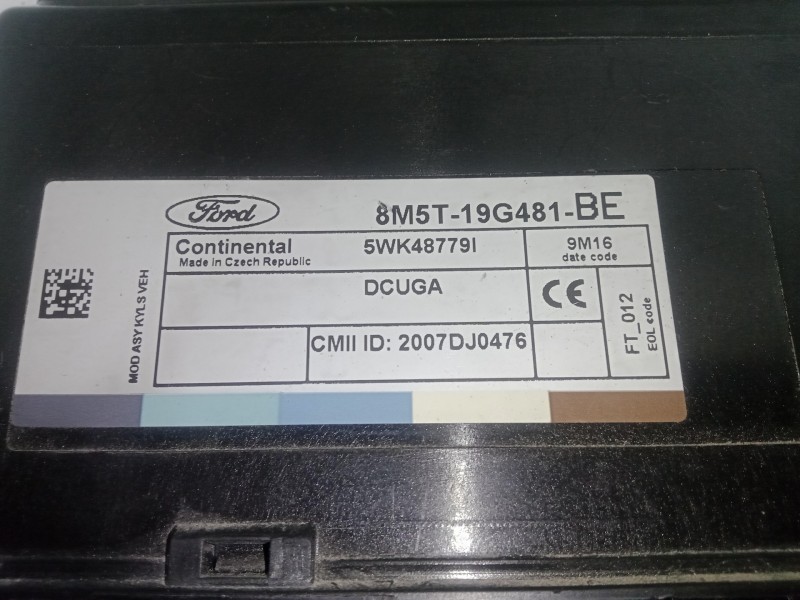 Ford
8M5T-19G481-BE
Continental
Made in Czech Republic
5WK48779I
9M16
date code
DCUGA
CE
FT_012
EOL code
CMII ID: 2007DJ0476
MOD ASY KYLS VEH